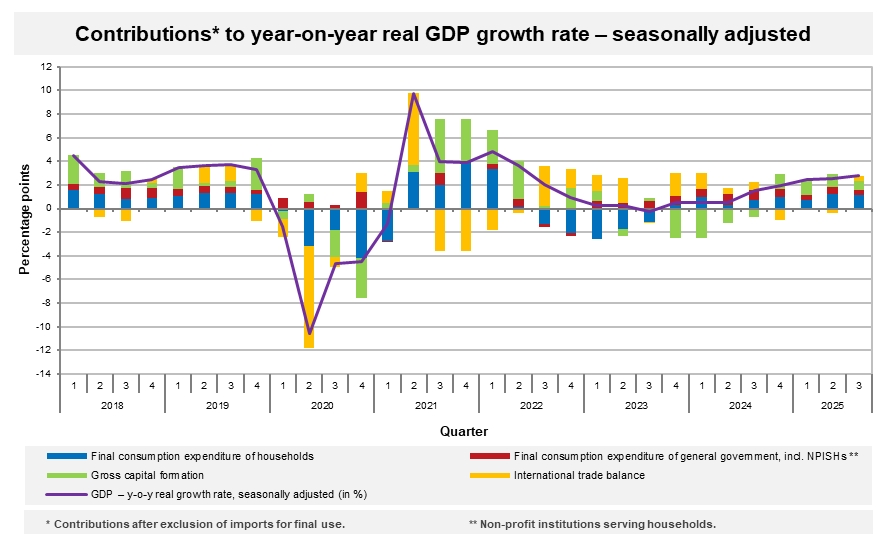 Contributions* to year-on-year real GDP growth rate – seasonally adjusted
Percentage points
12
10
8
6
4
2
0
-2
-4
-6
-8
-10
-12
-14
1 2 3 4 1 2 3 4 1 2 3 4 1 2 3 4 1 2 3 4 1 2 3 4 1 2 3 4 1 2 3
2018 2019 2020 2021 2022 2023 2024 2025
Quarter
Final consumption expenditure of households
Final consumption expenditure of general government, incl. NPISHs **
Gross capital formation
International trade balance
GDP – y-o-y real growth rate, seasonally adjusted (in %)
* Contributions after exclusion of imports for final use.
** Non-profit institutions serving households.